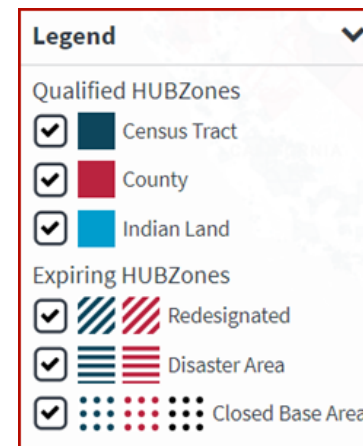 Legend
Qualified HUBZones
Census Tract
County
Indian Land
Expiring HUBZones
Redesignated
Disaster Area
Closed Base Area